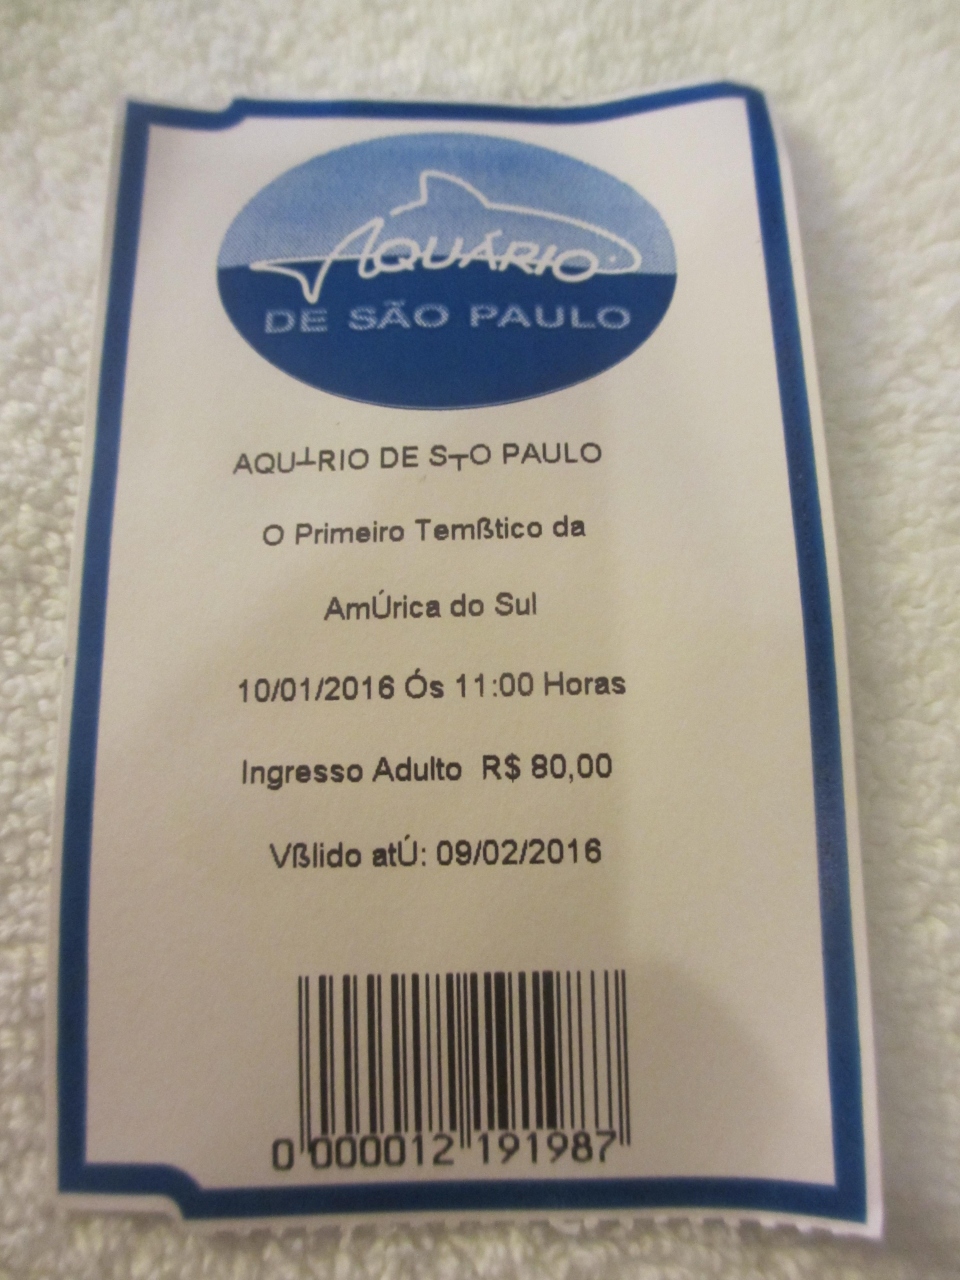 AQUÁRIO
DE SÃO PAULO
AQU┴RIO DE S┬O PAULO
O Primeiro Temßtico da
AmÚrica do Sul
10/01/2016 Ós 11:00 Horas
Ingresso Adulto R$ 80,00
Vßlido atÚ: 09/02/2016
0 000012 191987